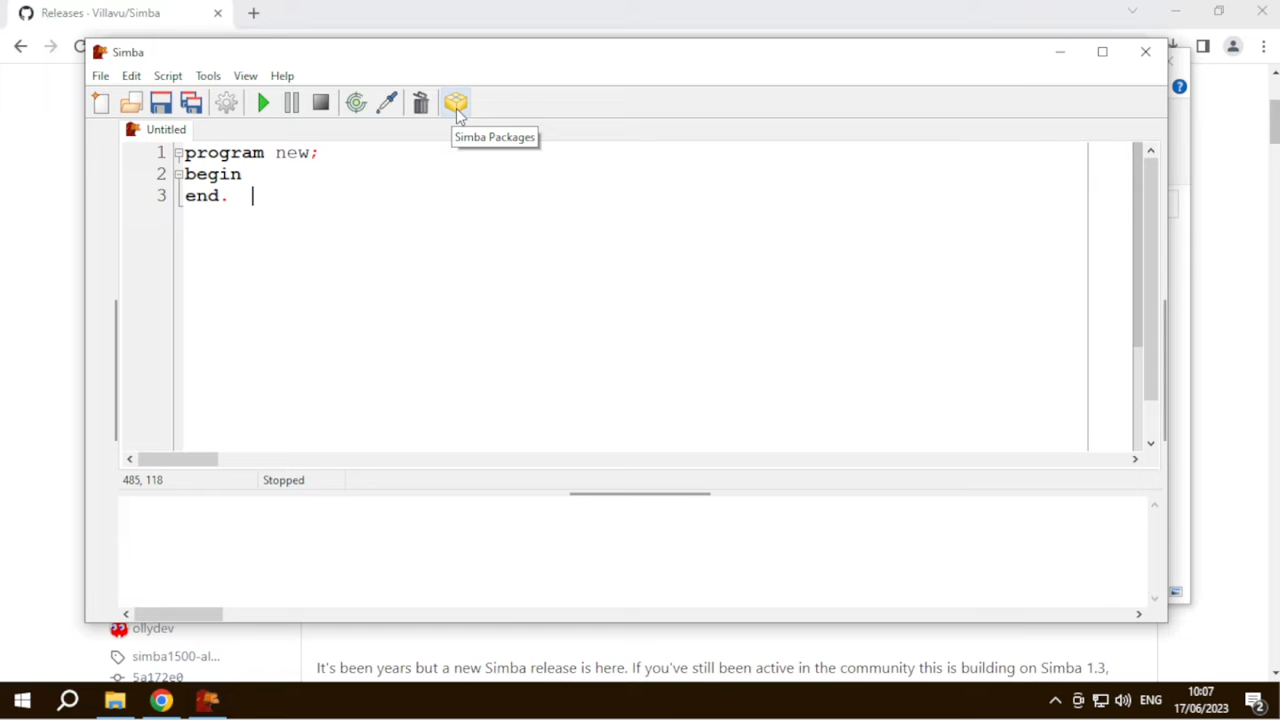 Releases - Villavu/Simba
Simba
File Edit Script Tools View Help
Simba Packages
Untitled
1 program new;
2 begin
3 end.
485, 118 Stopped
ollydev
simba1500-al...
5a172e0
It's been years but a new Simba release is here. If you've still been active in the community this is building on Simba 1.3,
ENG
10:07
17/06/2023
2